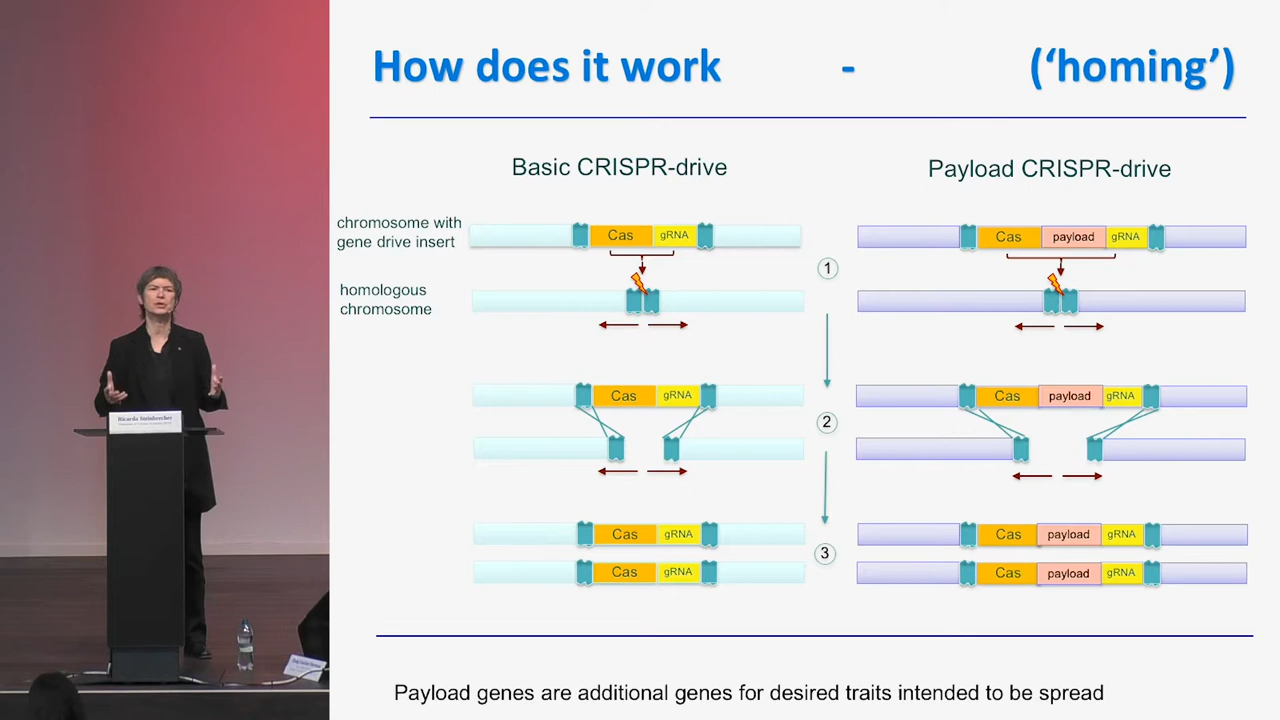 How does it work - (‘homing’)
Basic CRISPR-drive
Payload CRISPR-drive
chromosome with
gene drive insert
Cas gRNA
Cas payload gRNA
1
homologous
chromosome
Cas gRNA
Cas payload gRNA
2
Cas gRNA
Cas payload gRNA
3
Cas gRNA
Cas payload gRNA
Payload genes are additional genes for desired traits intended to be spread
Ricarda Steinbrecher